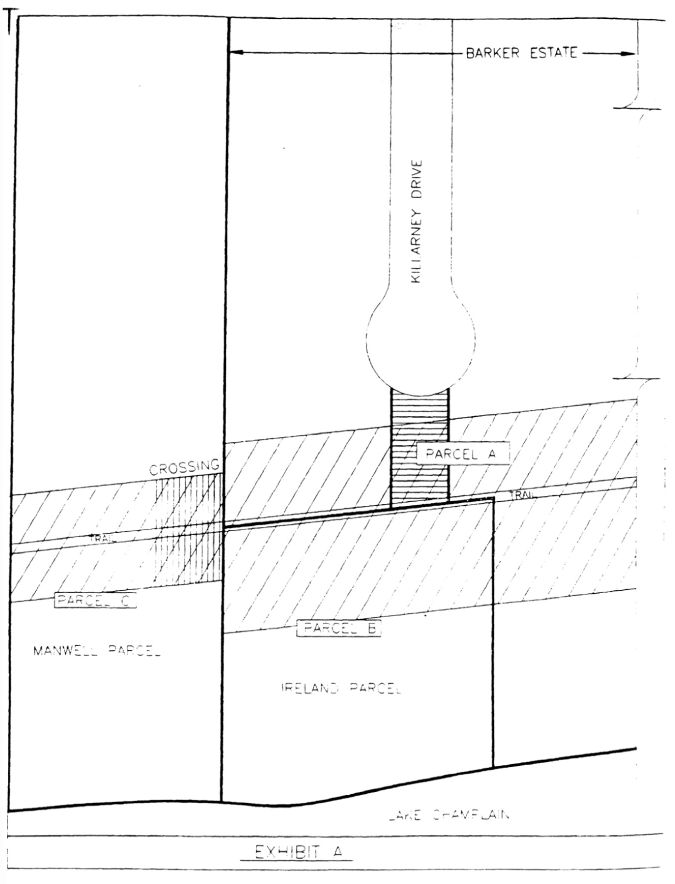 BARKER ESTATE
KILLARNEY DRIVE
PARCEL A
CROSSING
TRAIL
TRAIL
PARCEL C
PARCEL B
MANWELL PARCEL
IRELAND PARCEL
LAKE CHAMPLAIN
EXHIBIT A